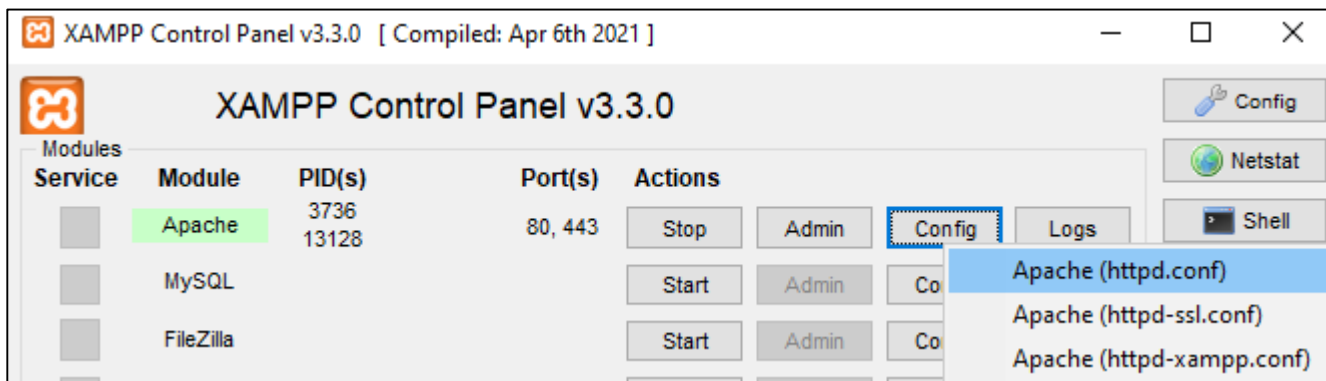 XAMPP Control Panel v3.3.0 [ Compiled: Apr 6th 2021 ]
XAMPP Control Panel v3.3.0
Config
Modules
Netstat
Service Module PID(s) Port(s) Actions
Apache 3736 13128 80, 443 Stop Admin Config Logs
Shell
Apache (httpd.conf)
MySQL Start Admin
Apache (httpd-ssl.conf)
FileZilla Start Admin
Apache (httpd-xampp.conf)